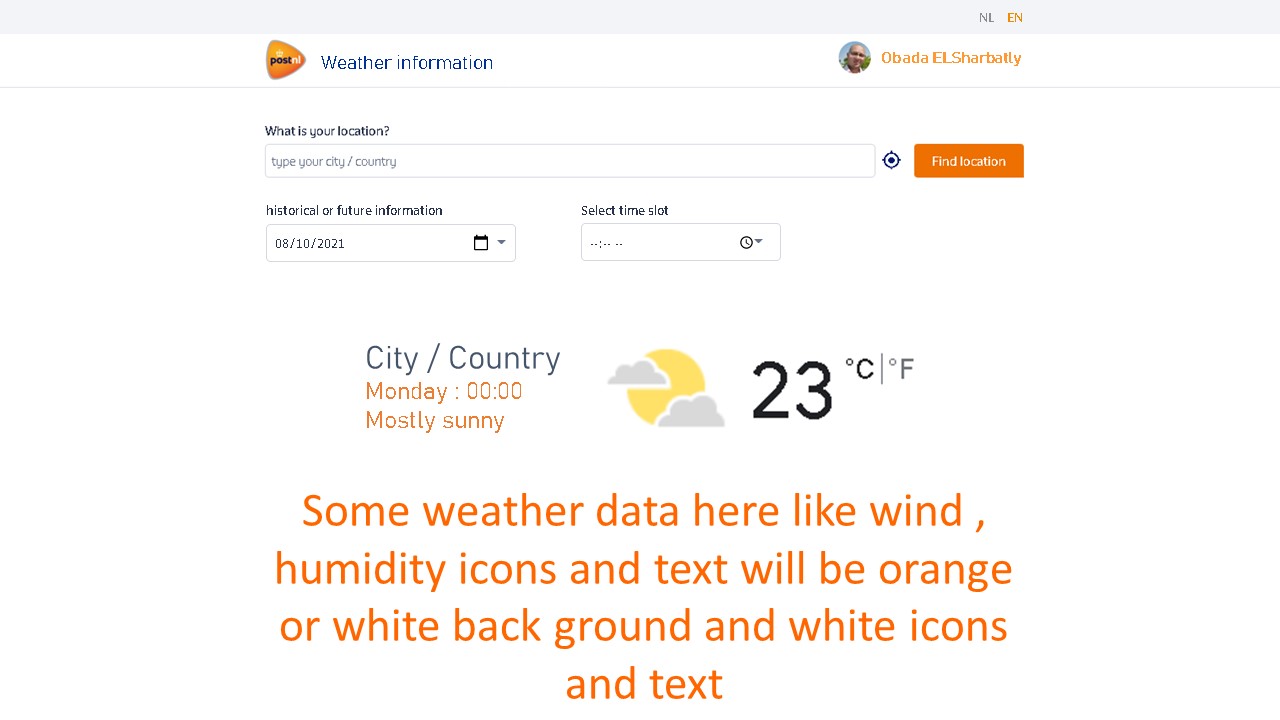 NL EN
postnl Weather information Obada ELSharbatly
What is your location?
type your city / country Find location
historical or future information Select time slot
08/10/2021 --:-- --
City / Country
Monday : 00:00
Mostly sunny
23 °C|°F
Some weather data here like wind ,
humidity icons and text will be orange
or white back ground and white icons
and text